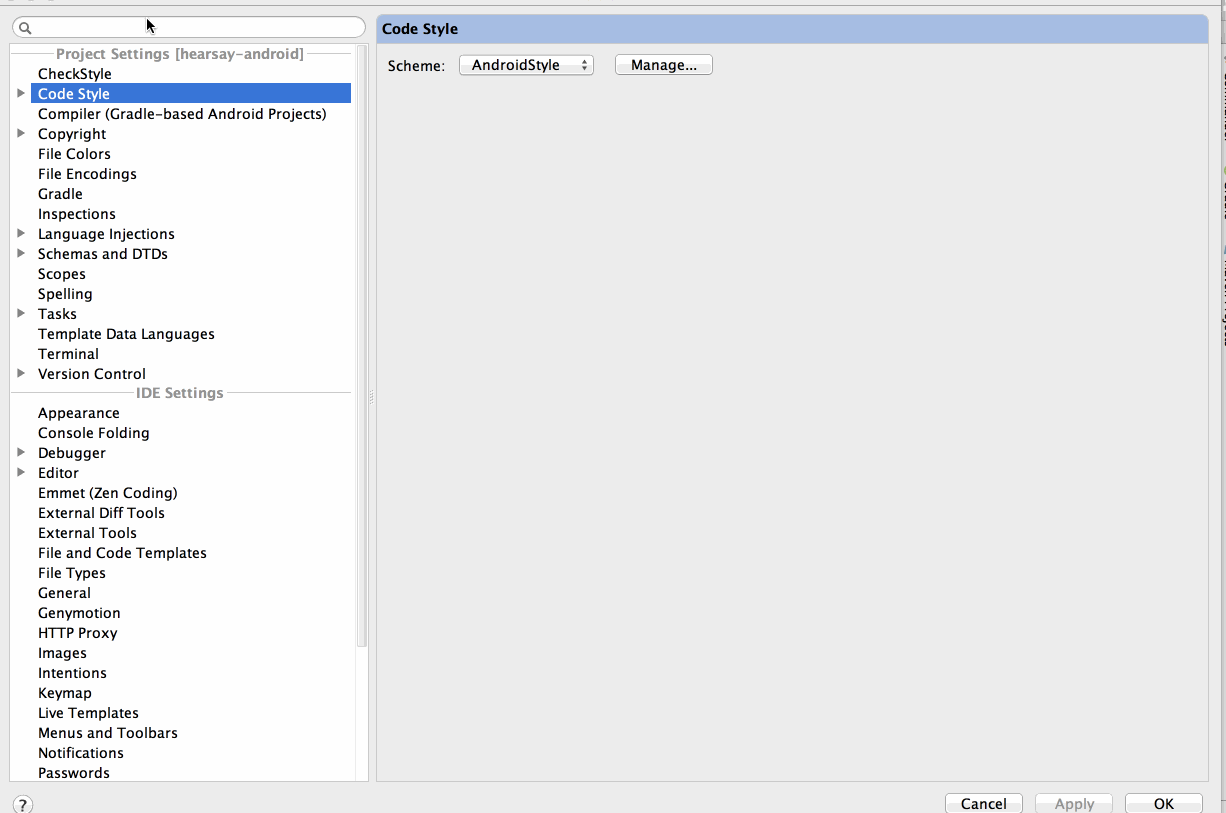 Code Style
Scheme:
AndroidStyle
Manage...
Project Settings [hearsay-android]
CheckStyle
Code Style
Compiler (Gradle-based Android Projects)
Copyright
File Colors
File Encodings
Gradle
Inspections
Language Injections
Schemas and DTDs
Scopes
Spelling
Tasks
Template Data Languages
Terminal
Version Control
IDE Settings
Appearance
Console Folding
Debugger
Editor
Emmet (Zen Coding)
External Diff Tools
External Tools
File and Code Templates
File Types
General
Genymotion
HTTP Proxy
Images
Intentions
Keymap
Live Templates
Menus and Toolbars
Notifications
Passwords
?
Cancel
Apply
OK